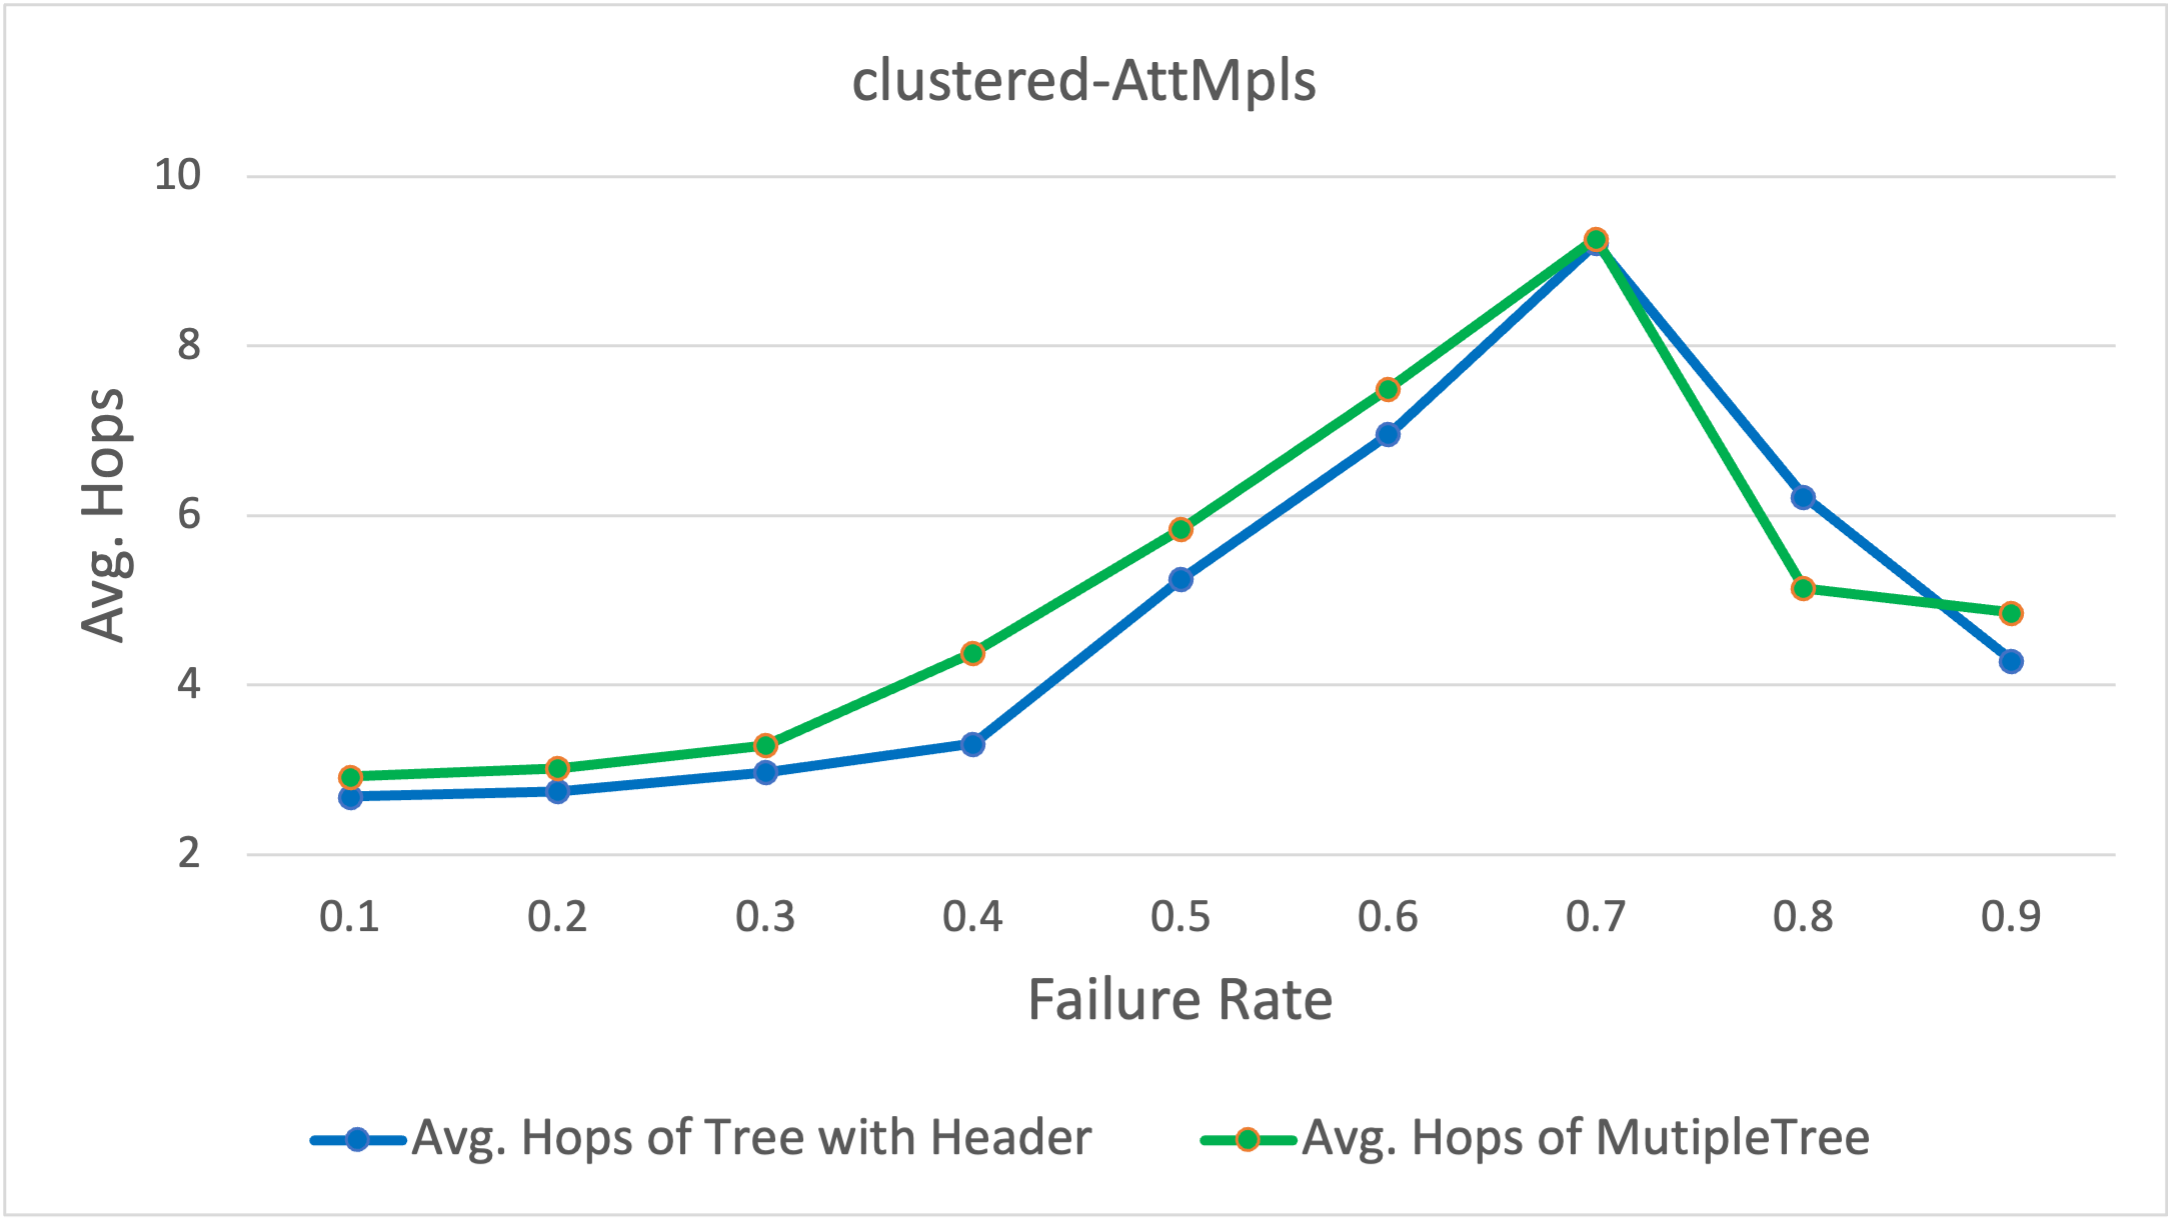 clustered-AttMpls
10
8
6
4
2
Avg. Hops
0.1 0.2 0.3 0.4 0.5 0.6 0.7 0.8 0.9
Failure Rate
Avg. Hops of Tree with Header Avg. Hops of MutipleTree